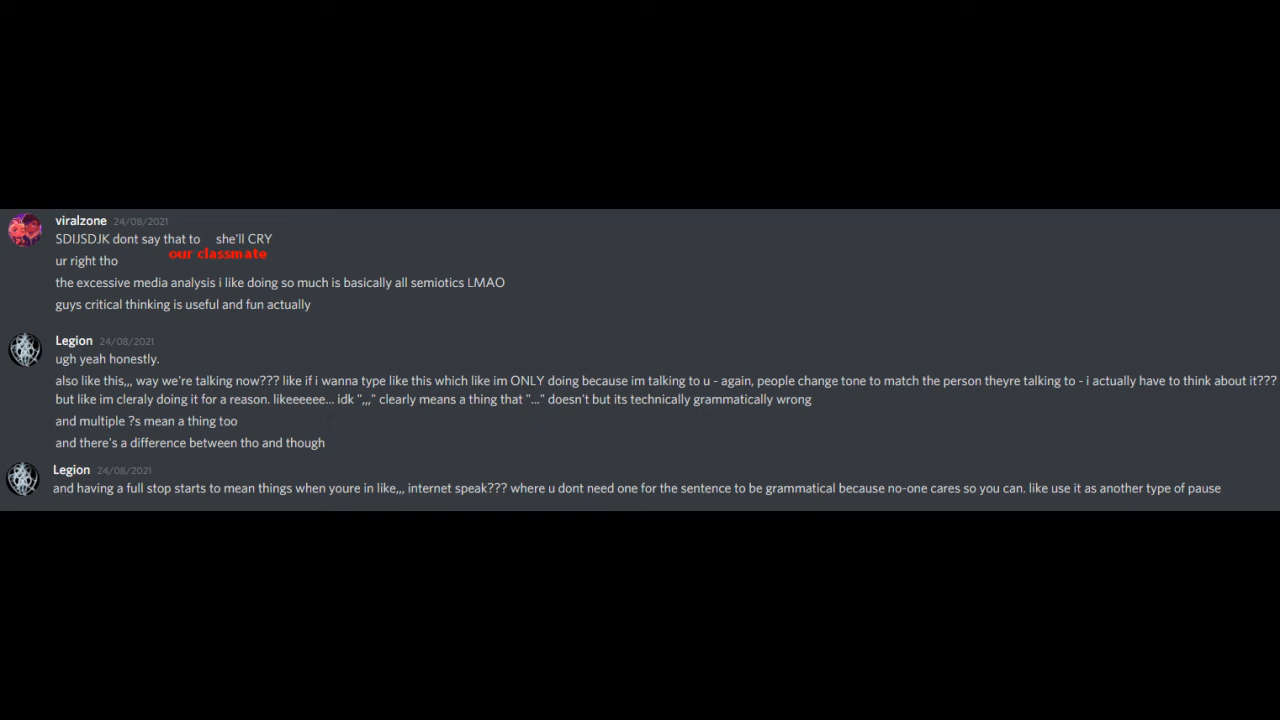 viralzone 24/08/2021
SDIJSDJK dont say that to she'll CRY
our classmate
ur right tho
the excessive media analysis i like doing so much is basically all semiotics LMAO
guys critical thinking is useful and fun actually
Legion 24/08/2021
ugh yeah honestly.
also like this,,, way we're talking now??? like if i wanna type like this which like im ONLY doing because im talking to u - again, people change tone to match the person theyre talking to - i actually have to think about it???
but like im cleraly doing it for a reason. likeeeeee... idk ",,," clearly means a thing that "..." doesn't but its technically grammatically wrong
and multiple ?s mean a thing too
and there's a difference between tho and though
Legion 24/08/2021
and having a full stop starts to mean things when youre in like,,, internet speak??? where u dont need one for the sentence to be grammatical because no-one cares so you can. like use it as another type of pause